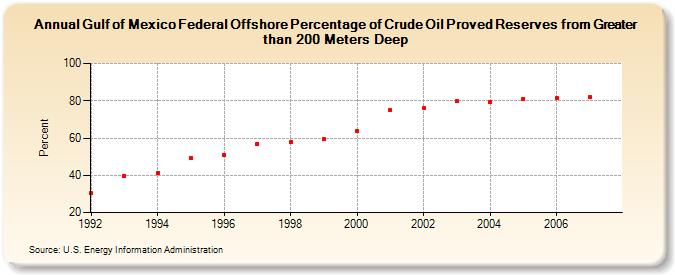 Annual Gulf of Mexico Federal Offshore Percentage of Crude Oil Proved Reserves from Greater
than 200 Meters Deep
Percent
100
80
60
40
20
1992 1994 1996 1998 2000 2002 2004 2006
Source: U.S. Energy Information Administration